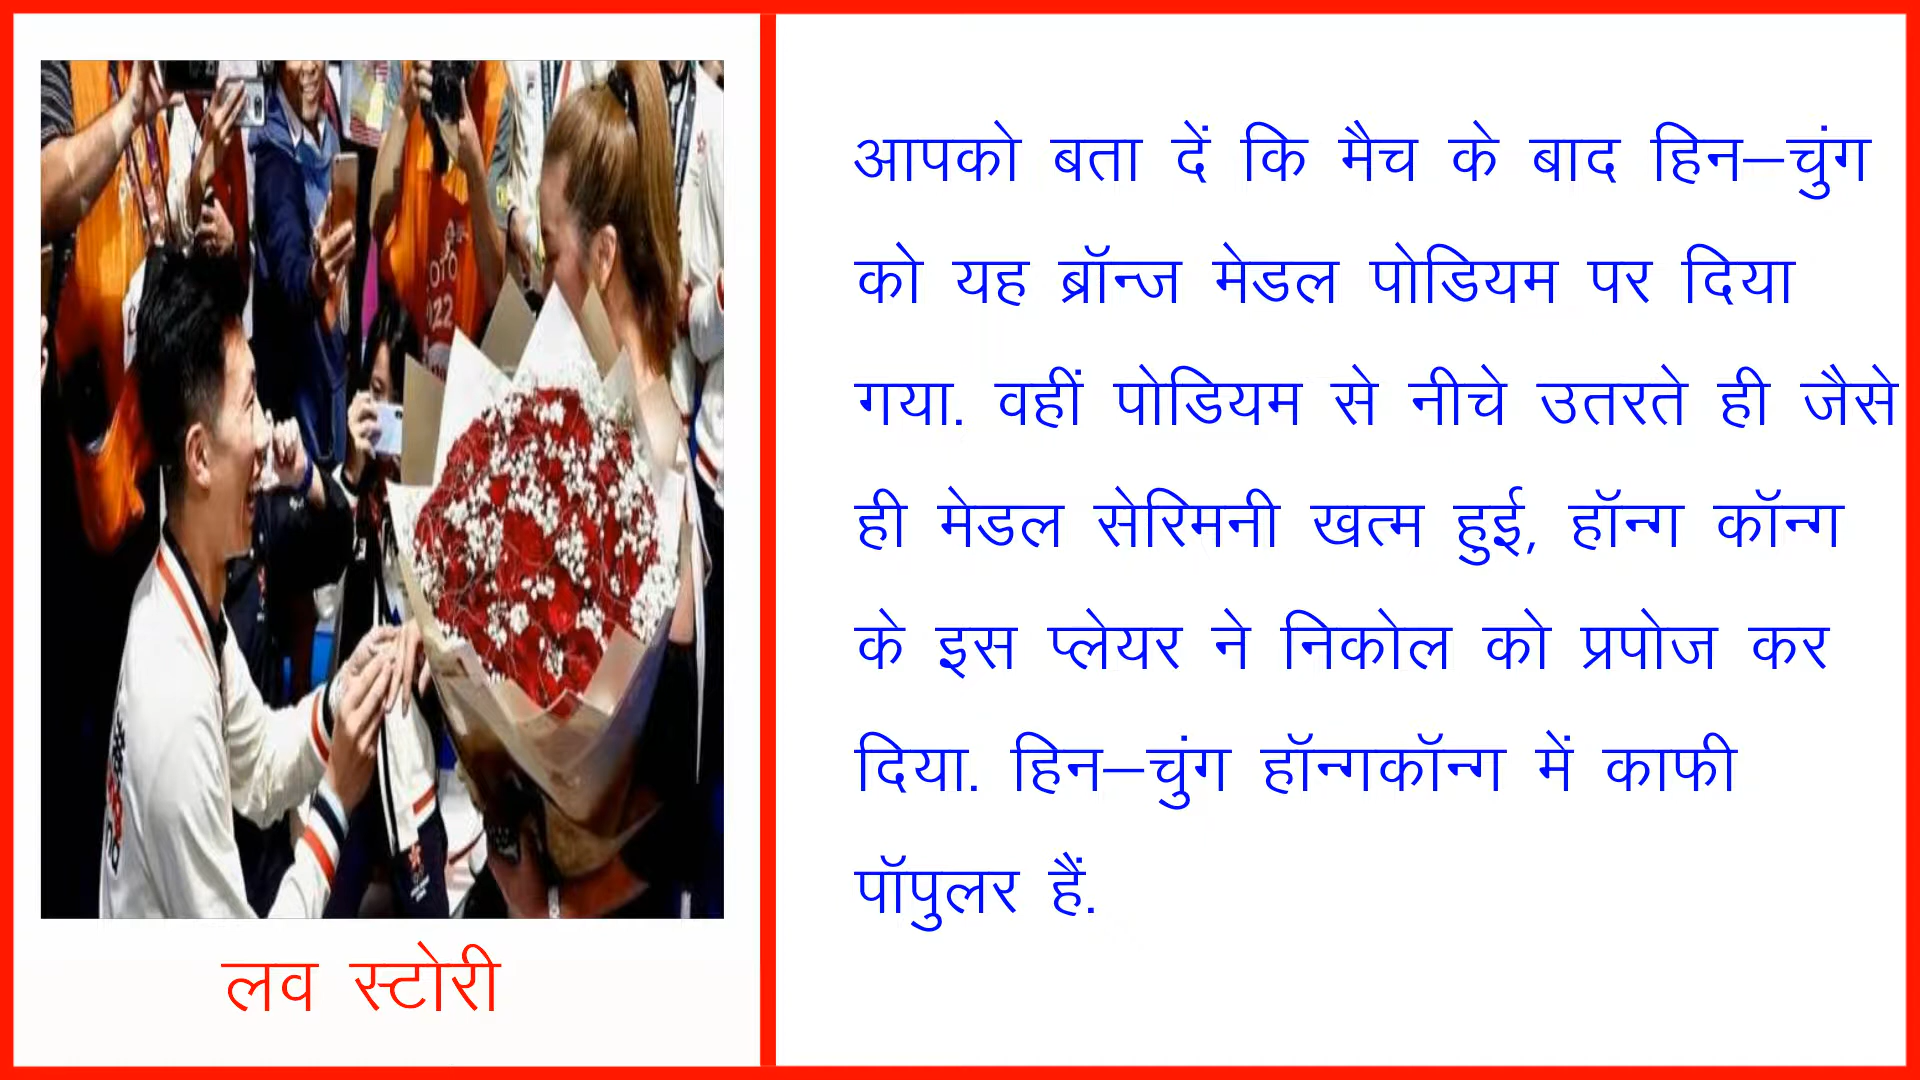 आपको बता दें कि मैच के बाद हिन–चुंग
को यह ब्रॉन्ज मेडल पोडियम पर दिया
गया. वहीं पोडियम से नीचे उतरते ही जैसे
ही मेडल सेरिमनी खत्म हुई, हॉन्ग कॉन्ग
के इस प्लेयर ने निकोल को प्रपोज कर
दिया. हिन–चुंग हॉन्गकॉन्ग में काफी
पॉपुलर हैं.
लव स्टोरी